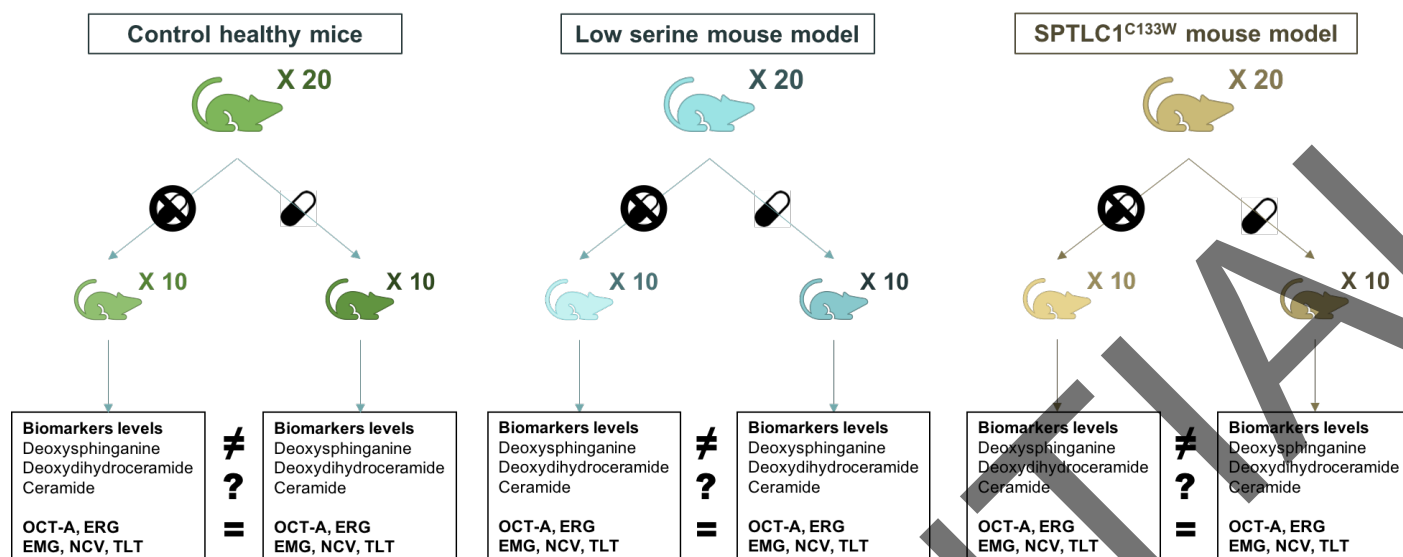 Control healthy mice
Low serine mouse model
SPTLC1C133W mouse model
X 20
X 20
X 20
X 10
X 10
X 10
X 10
X 10
X 10
Biomarkers levels
Deoxysphinganine
Deoxydihydroceramide
Ceramide
OCT-A, ERG
EMG, NCV, TLT
≠
?
=
Biomarkers levels
Deoxysphinganine
Deoxydihydroceramide
Ceramide
OCT-A, ERG
EMG, NCV, TLT
Biomarkers levels
Deoxysphinganine
Deoxydihydroceramide
Ceramide
OCT-A, ERG
EMG, NCV, TLT
≠
?
=
Biomarkers levels
Deoxysphinganine
Deoxydihydroceramide
Ceramide
OCT-A, ERG
EMG, NCV, TLT
Biomarkers levels
Deoxysphinganine
Deoxydihydroceramide
Ceramide
OCT-A, ERG
EMG, NCV, TLT
≠
?
=
Biomarkers levels
Deoxysphinganine
Deoxydihydroceramide
Ceramide
OCT-A, ERG
EMG, NCV, TLT